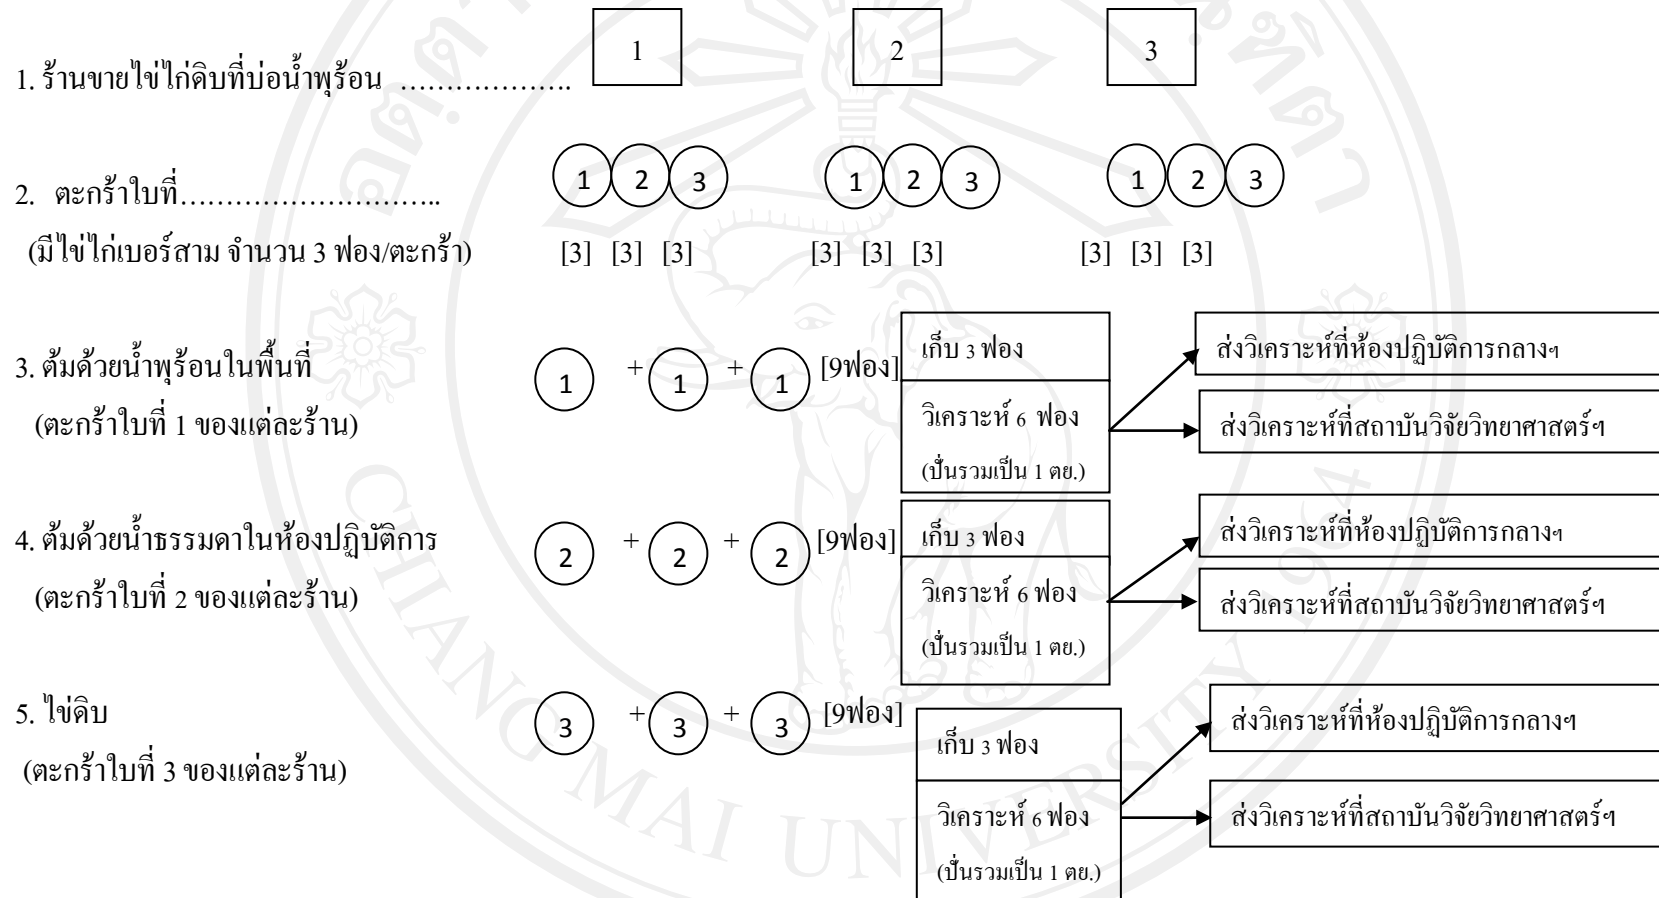 1. ร้านขายไข่ไก่ดิบที่บ่อน้ำพุร้อน ……………….. 1 2 3
2. ตะกร้าใบที่……………………….. 1 2 3 1 2 3 1 2 3
(มีไข่ไก่เบอร์สาม จำนวน 3 ฟอง/ตะกร้า) [3] [3] [3] [3] [3] [3] [3] [3] [3]
3. ต้มด้วยน้ำพุร้อนในพื้นที่ 1 + 1 + 1 [9ฟอง]
(ตะกร้าใบที่ 1 ของแต่ละร้าน)
เก็บ 3 ฟอง
วิเคราะห์ 6 ฟอง
(ปั่นรวมเป็น 1 ตย.)
ส่งวิเคราะห์ที่ห้องปฏิบัติการกลางฯ
ส่งวิเคราะห์ที่สถาบันวิจัยวิทยาศาสตร์ฯ
4. ต้มด้วยน้ำธรรมดาในห้องปฏิบัติการ 2 + 2 + 2 [9ฟอง]
(ตะกร้าใบที่ 2 ของแต่ละร้าน)
เก็บ 3 ฟอง
วิเคราะห์ 6 ฟอง
(ปั่นรวมเป็น 1 ตย.)
ส่งวิเคราะห์ที่ห้องปฏิบัติการกลางฯ
ส่งวิเคราะห์ที่สถาบันวิจัยวิทยาศาสตร์ฯ
5. ไข่ดิบ 3 + 3 + 3 [9ฟอง]
(ตะกร้าใบที่ 3 ของแต่ละร้าน)
เก็บ 3 ฟอง
วิเคราะห์ 6 ฟอง
(ปั่นรวมเป็น 1 ตย.)
ส่งวิเคราะห์ที่ห้องปฏิบัติการกลางฯ
ส่งวิเคราะห์ที่สถาบันวิจัยวิทยาศาสตร์ฯ
CHIANG MAI UNIVERSITY 1964